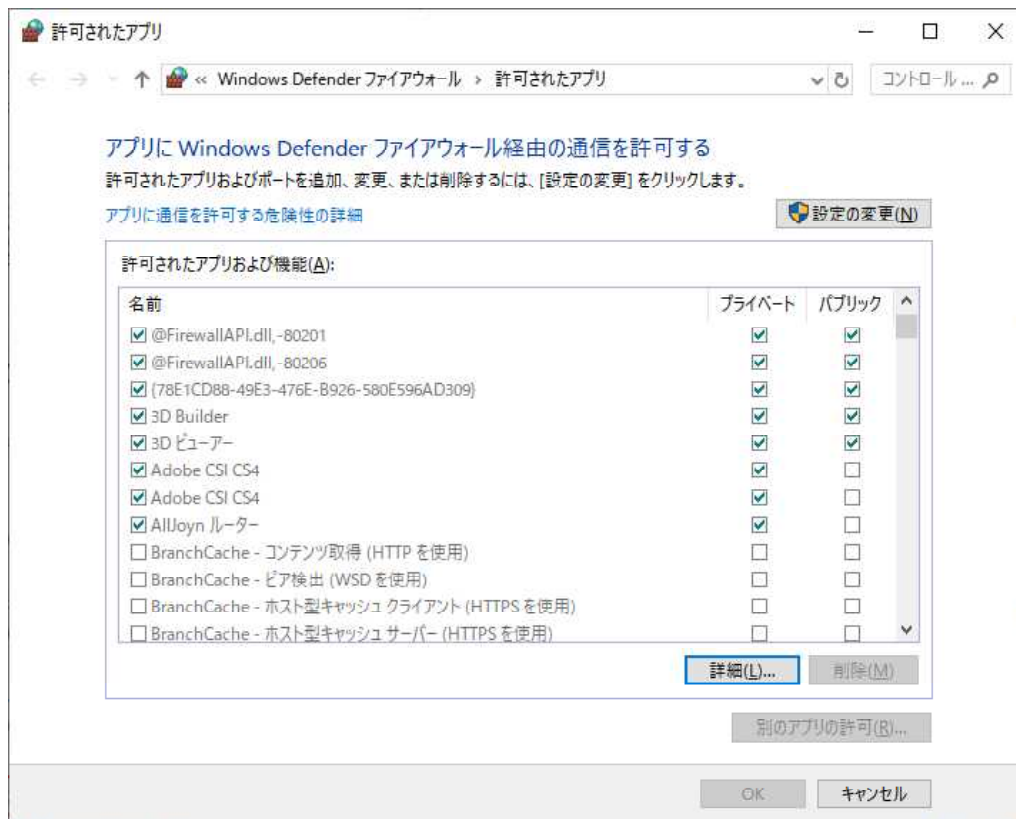 許可されたアプリ
« Windows Defender ファイアウォール › 許可されたアプリ
コントロール ...
アプリに Windows Defender ファイアウォール経由の通信を許可する
許可されたアプリおよびポートを追加、変更、または削除するには、[設定の変更] をクリックします。
アプリに通信を許可する危険性の詳細
設定の変更(N)
許可されたアプリおよび機能(A):
名前 プライベート パブリック
@FirewallAPI.dll,-80201
@FirewallAPI.dll,-80206
{78E1CD88-49E3-476E-B926-580E596AD309}
3D Builder
3D ビューアー
Adobe CSI CS4
Adobe CSI CS4
AllJoyn ルーター
BranchCache - コンテンツ取得 (HTTP を使用)
BranchCache - ピア検出 (WSD を使用)
BranchCache - ホスト型キャッシュ クライアント (HTTPS を使用)
BranchCache - ホスト型キャッシュ サーバー (HTTPS を使用)
詳細(L)... 削除(M)
別のアプリの許可(R)...
OK キャンセル